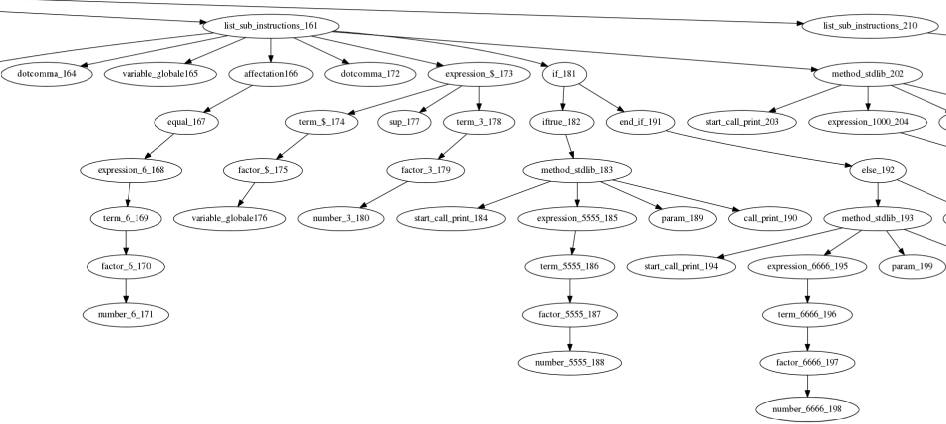 list_sub_instructions_161
list_sub_instructions_210
dotcomma_164
variable_globale165
affectation166
dotcomma_172
expression_$_173
if_181
method_stdlib_202
equal_167
term_$_174
sup_177
term_3_178
iftrue_182
end_if_191
start_call_print_203
expression_1000_204
expression_6_168
factor_$_175
factor_3_179
method_stdlib_183
else_192
term_6_169
variable_globale176
number_3_180
start_call_print_184
expression_5555_185
param_189
call_print_190
method_stdlib_193
factor_6_170
term_5555_186
start_call_print_194
expression_6666_195
param_199
number_6_171
factor_5555_187
term_6666_196
number_5555_188
factor_6666_197
number_6666_198